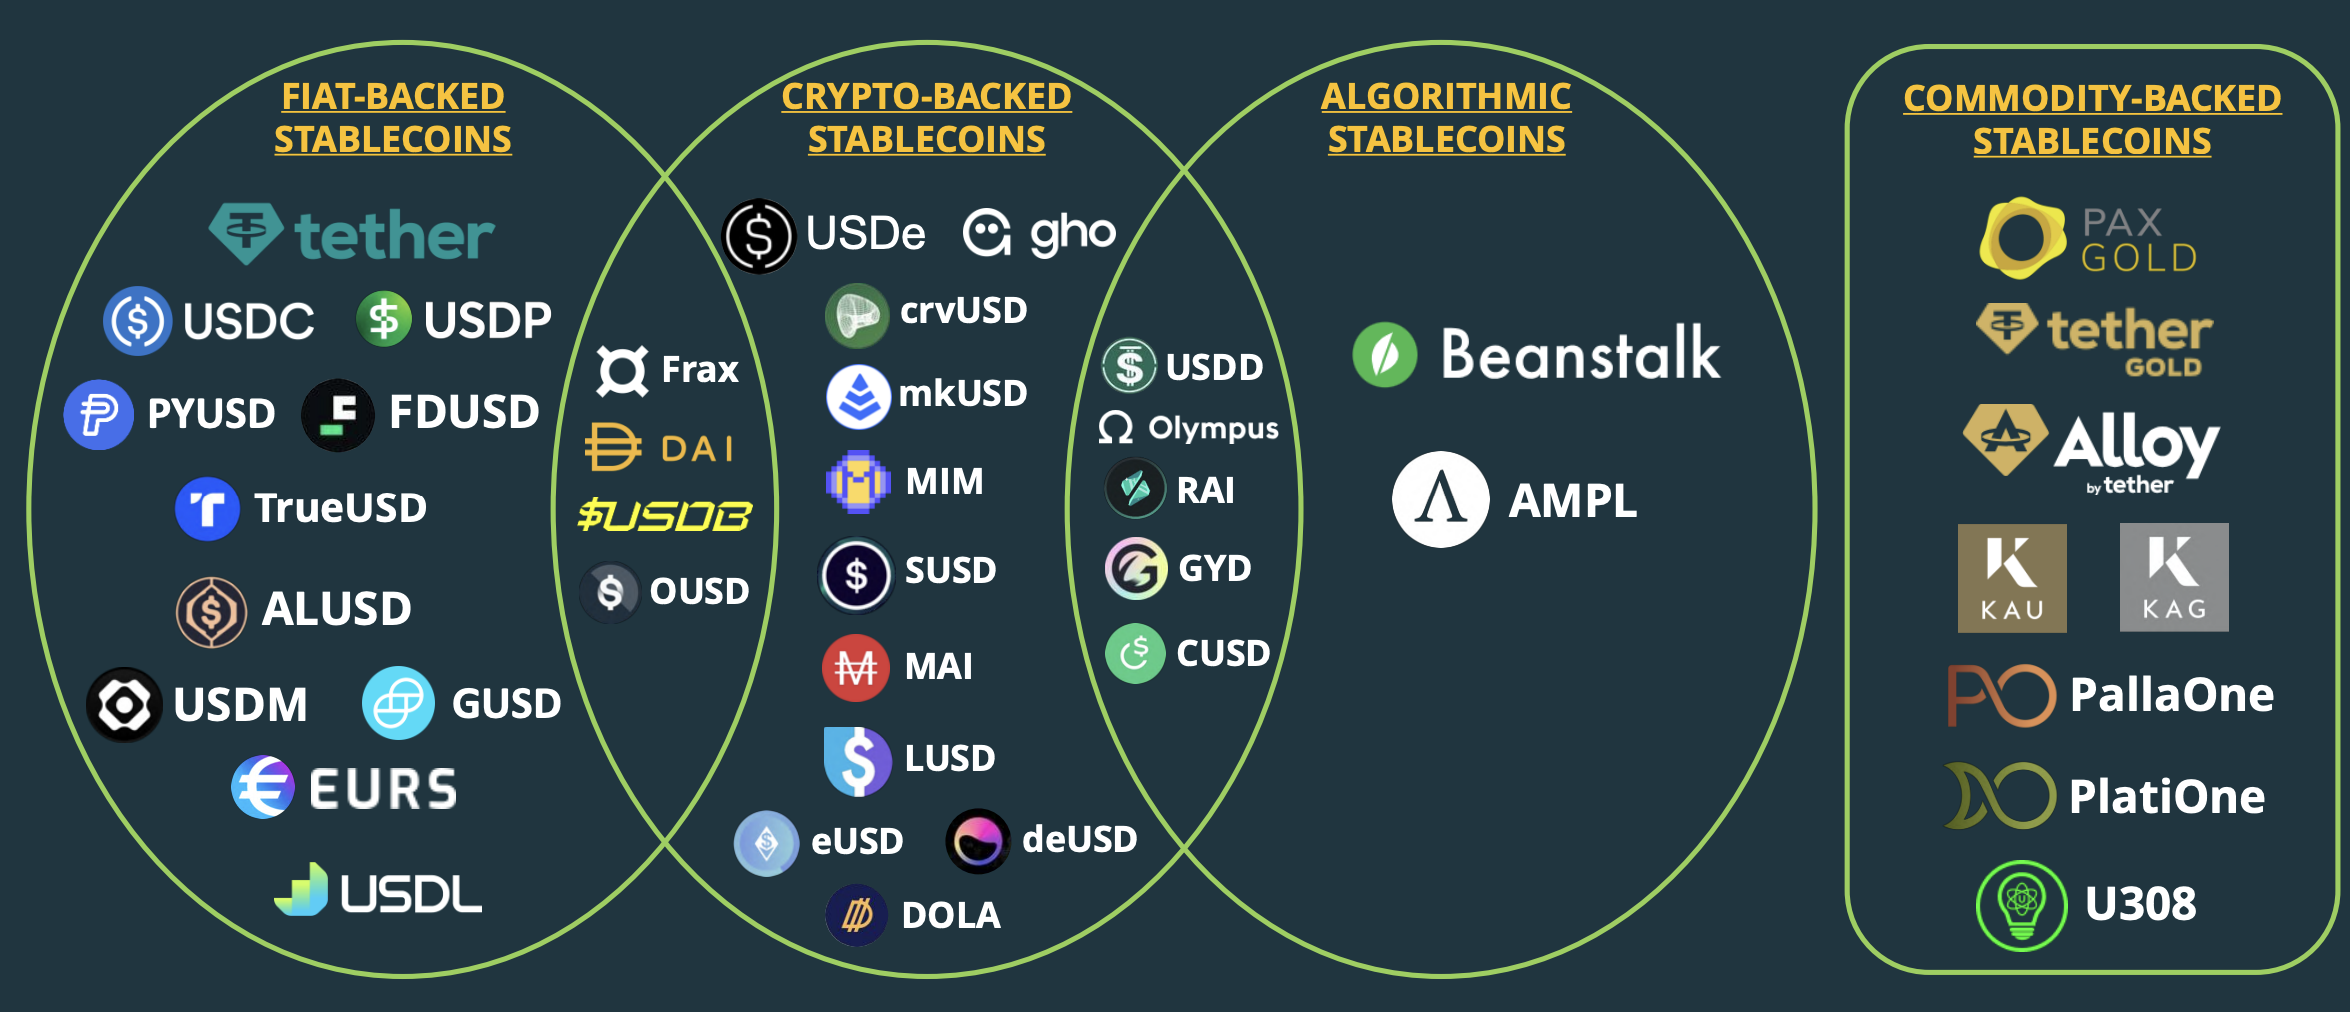 FIAT-BACKED
STABLECOINS
tether
USDC
USDP
PYUSD
FDUSD
TrueUSD
ALUSD
USDM
GUSD
EURS
USDL
Frax
DAI
$USDB
OUSD
CRYPTO-BACKED
STABLECOINS
USDe
gho
crvUSD
mkUSD
MIM
SUSD
MAI
LUSD
eUSD
deUSD
DOLA
USDD
Olympus
RAI
GYD
CUSD
ALGORITHMIC
STABLECOINS
Beanstalk
AMPL
COMMODITY-BACKED
STABLECOINS
PAX
GOLD
tether
GOLD
Alloy
by tether
KAU
KAG
PallaOne
PlatiOne
U308